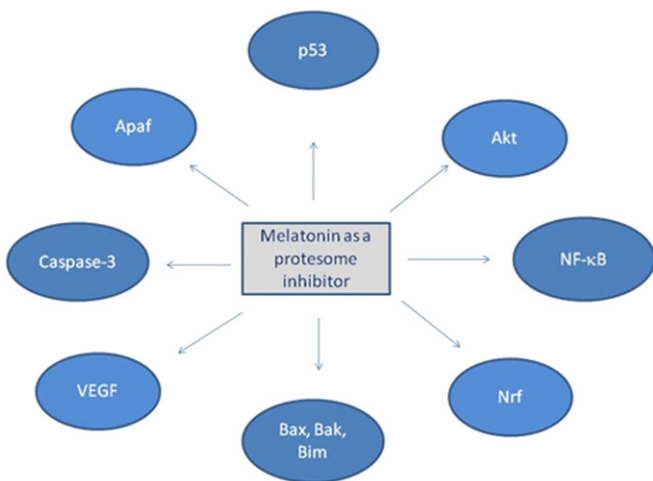 p53
Apaf
Akt
Melatonin as a
protesome
inhibitor
Caspase-3
NF-κB
VEGF
Nrf
Bax, Bak,
Bim